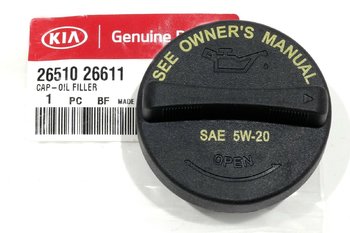 KIA Genuine
26510 26611
CAP-OIL FILLER
1 PC BF MADE
SEE OWNER'S MANUAL
SAE 5W-20
OPEN